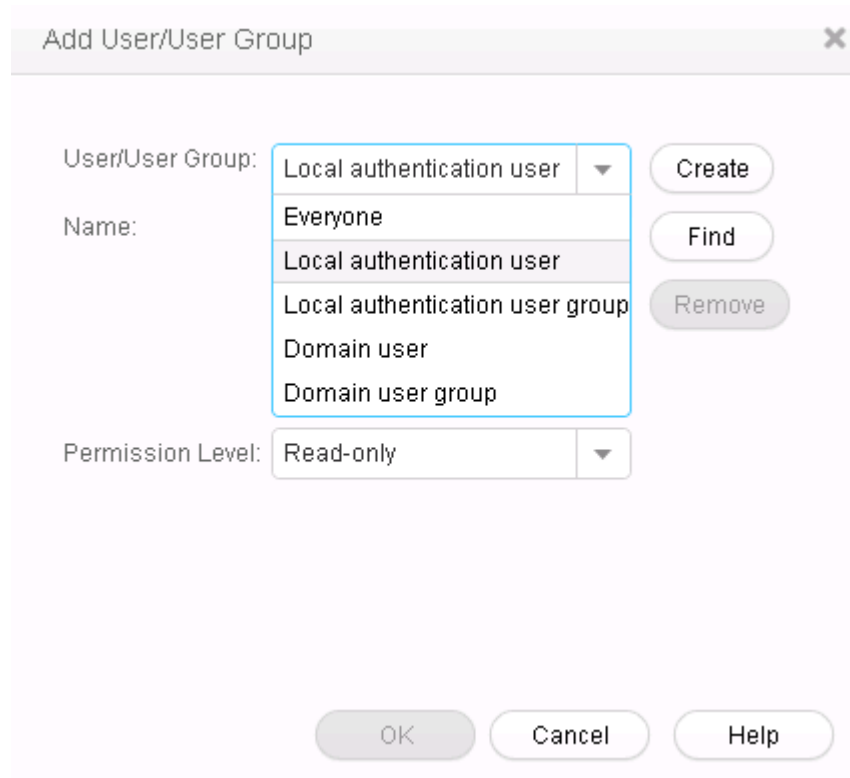 Add User/User Group
User/User Group: Local authentication user Create
Name: Everyone Find
Local authentication user
Local authentication user group Remove
Domain user
Domain user group
Permission Level: Read-only
OK Cancel Help